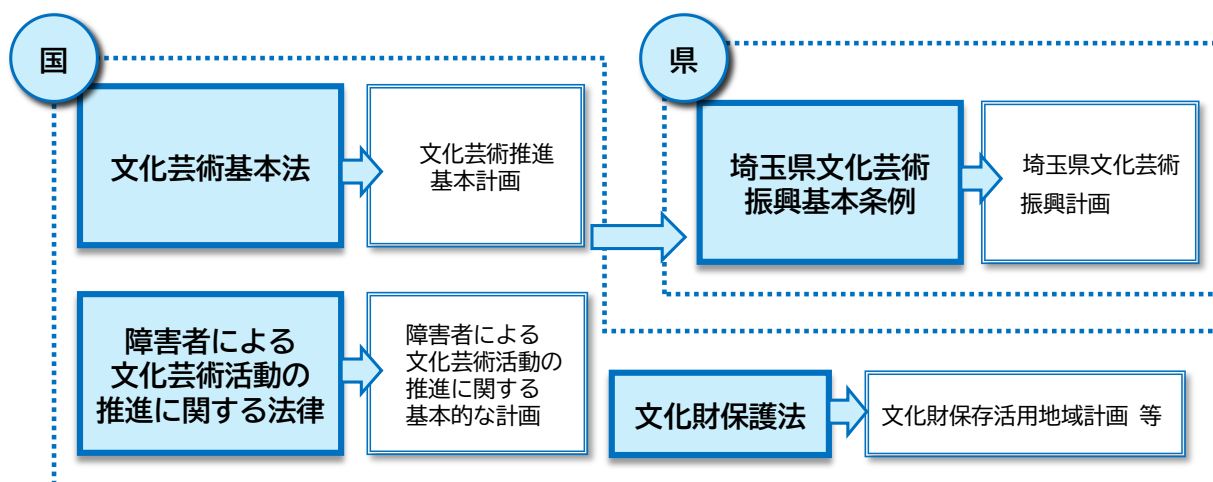 国
文化芸術基本法
文化芸術推進
基本計画
障害者による
文化芸術活動の
推進に関する法律
障害者による
文化芸術活動の
推進に関する
基本的な計画
県
埼玉県文化芸術
振興基本条例
埼玉県文化芸術
振興計画
文化財保護法
文化財保存活用地域計画 等